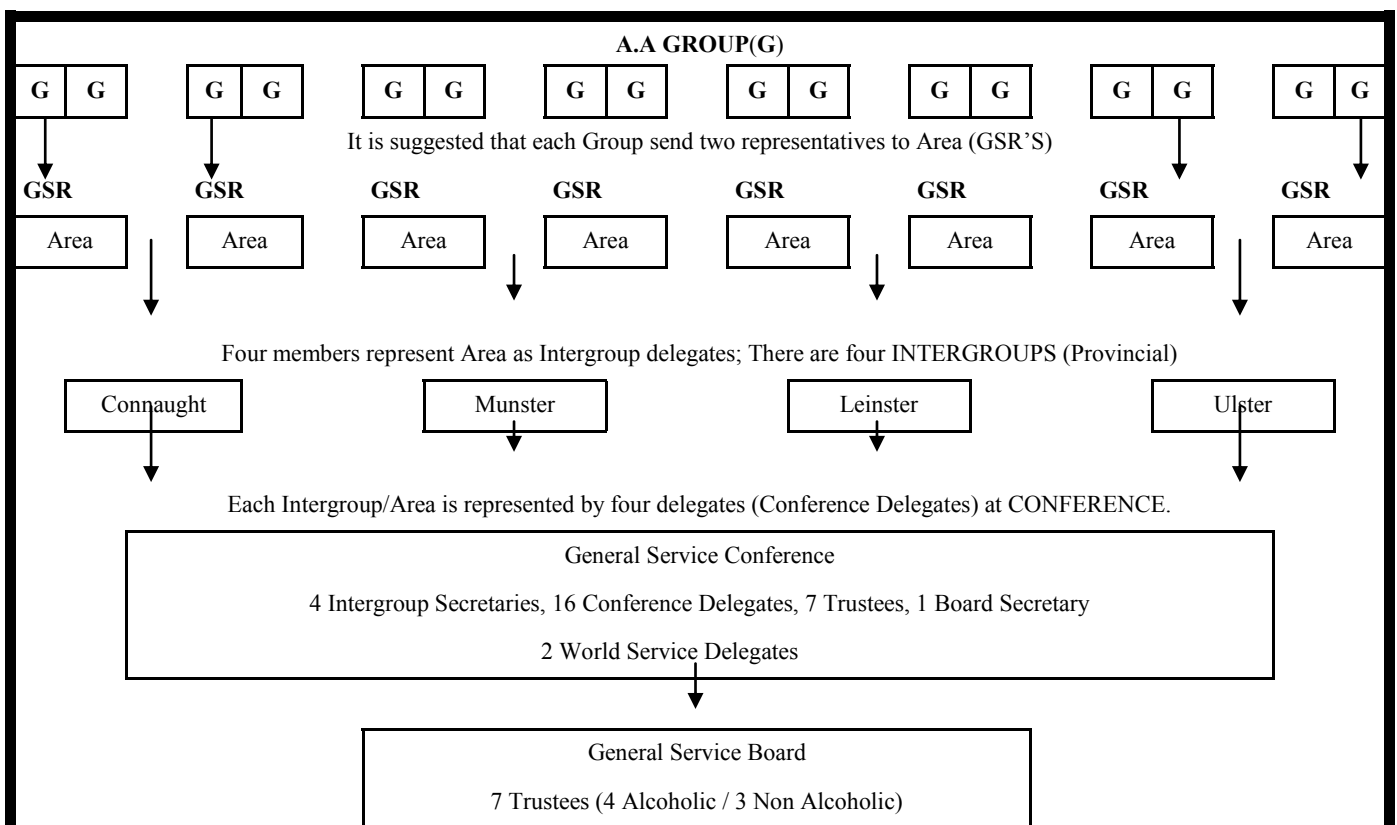 A.A GROUP(G)
G G G G G G G G G G G G G G G G
It is suggested that each Group send two representatives to Area (GSR’S)
GSR GSR GSR GSR GSR GSR GSR GSR
Area Area Area Area Area Area Area Area
Four members represent Area as Intergroup delegates; There are four INTERGROUPS (Provincial)
Connaught Munster Leinster Ulster
Each Intergroup/Area is represented by four delegates (Conference Delegates) at CONFERENCE.
General Service Conference
4 Intergroup Secretaries, 16 Conference Delegates, 7 Trustees, 1 Board Secretary
2 World Service Delegates
General Service Board
7 Trustees (4 Alcoholic / 3 Non Alcoholic)